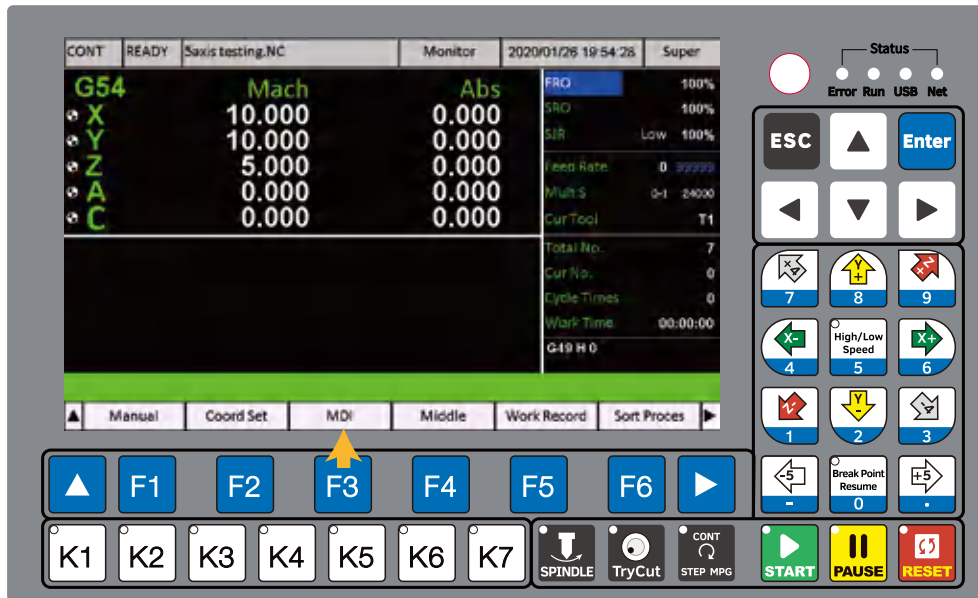 CONT READY 5axis testing.NC Monitor 2020/01/26 19:54:28 Super
G54 Mach Abs
X 10.000 0.000
Y 10.000 0.000
Z 5.000 0.000
A 0.000 0.000
C 0.000 0.000
FRO 100%
SRO 100%
SJR Low 100%
Feed Rate 0 99999
Mult S 0-1 24000
Cur Tool T1
Total No. 7
Cur No. 0
Cycle Times 0
Work Time 00:00:00
G49 H 0
▲ Manual Coord Set MDI Middle Work Record Sort Proces ▶
F1 F2 F3 F4 F5 F6
K1 K2 K3 K4 K5 K6 K7
SPINDLE TryCut CONT
STEP MPG
START PAUSE RESET
Status
Error Run USB Net
ESC Enter
7 Y+ 8 9
X- 4 High/Low
Speed
5 X+ 6
1 Y- 2 3
-5 - Break Point
Resume
0 +5 .